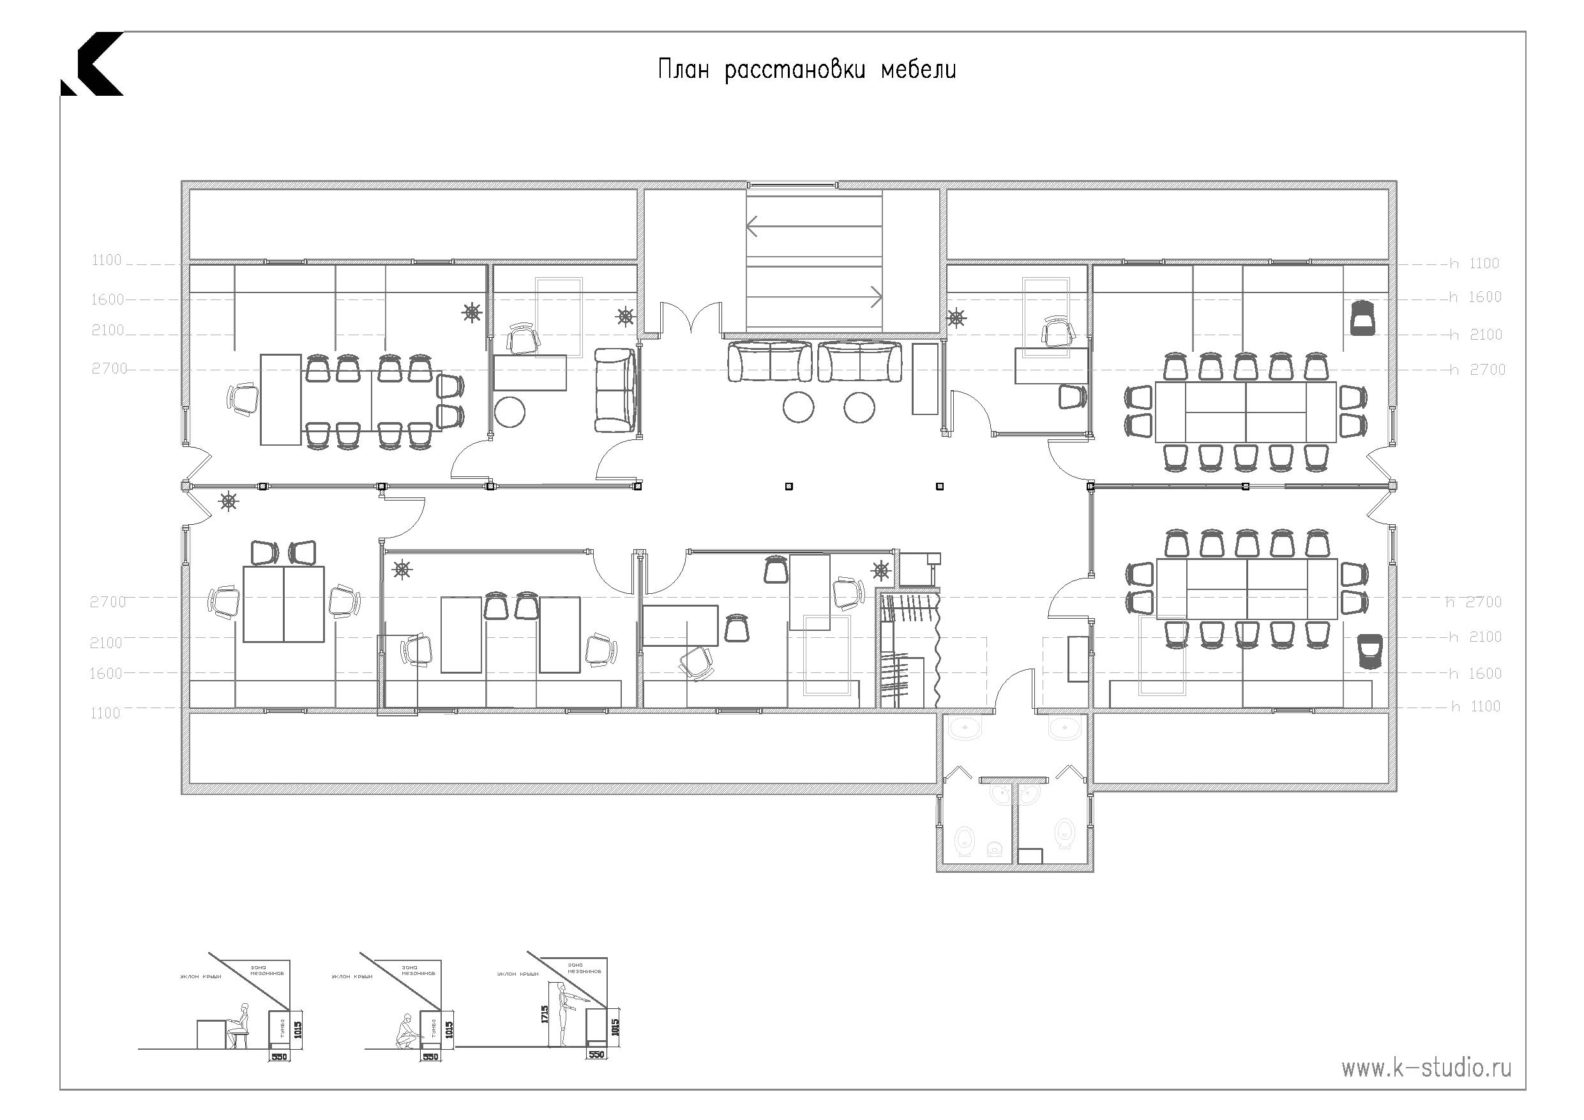 План расстановки мебели
1100
h 1100
1600
h 1600
2100
h 2100
2700
h 2700
2700
h 2700
2100
h 2100
1600
h 1600
1100
h 1100
уклон крыши
зона
мезонинов
тумба
1015
550
уклон крыши
зона
мезонинов
тумба
1015
550
уклон крыши
зона
мезонинов
1715
1015
550
www.k-studio.ru